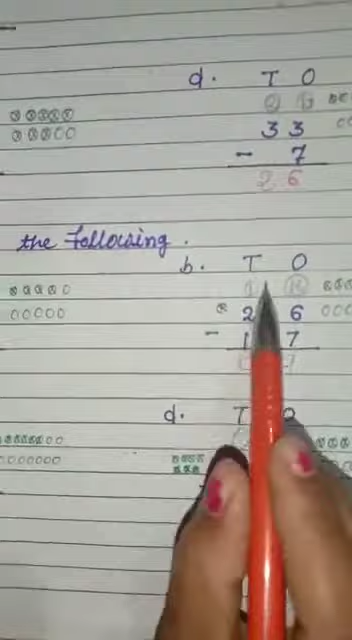 d. T O
3 3
- 7
2 6
the following.
b. T O
2 6
- 1 7
d. T O